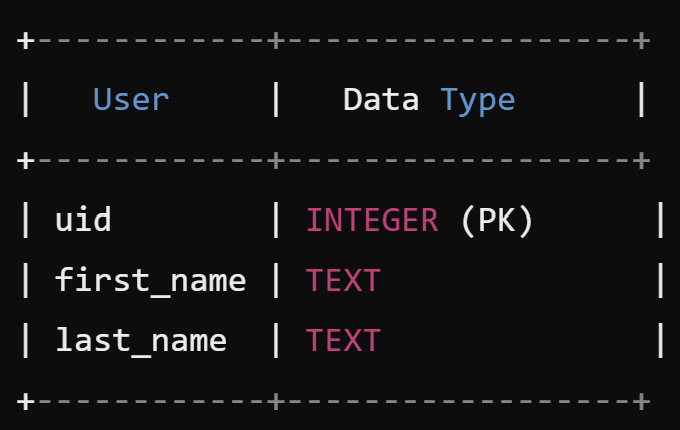 +------------+------------------+
|   User     |   Data Type      |
+------------+------------------+
| uid        | INTEGER (PK)      |
| first_name | TEXT              |
| last_name  | TEXT              |
+------------+------------------+